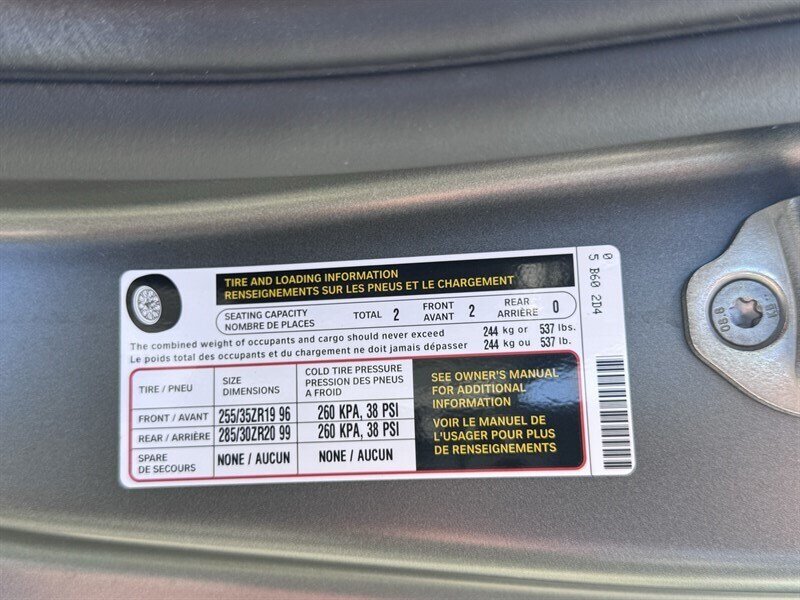 TIRE AND LOADING INFORMATION
RENSEIGNEMENTS SUR LES PNEUS ET LE CHARGEMENT
SEATING CAPACITY
NOMBRE DE PLACES
TOTAL 2
FRONT
AVANT 2
REAR
ARRIÈRE 0
The combined weight of occupants and cargo should never exceed 244 kg or 537 lbs.
Le poids total des occupants et du chargement ne doit jamais dépasser 244 kg ou 537 lb.
TIRE / PNEU
SIZE
DIMENSIONS
COLD TIRE PRESSURE
PRESSION DES PNEUS
A FROID
FRONT / AVANT 255/35ZR19 96 260 KPA, 38 PSI
REAR / ARRIÈRE 285/30ZR20 99 260 KPA, 38 PSI
SPARE
DE SECOURS
NONE / AUCUN NONE / AUCUN
SEE OWNER'S MANUAL
FOR ADDITIONAL
INFORMATION
VOIR LE MANUEL DE
L'USAGER POUR PLUS
DE RENSEIGNEMENTS
0
5 B60 2D4